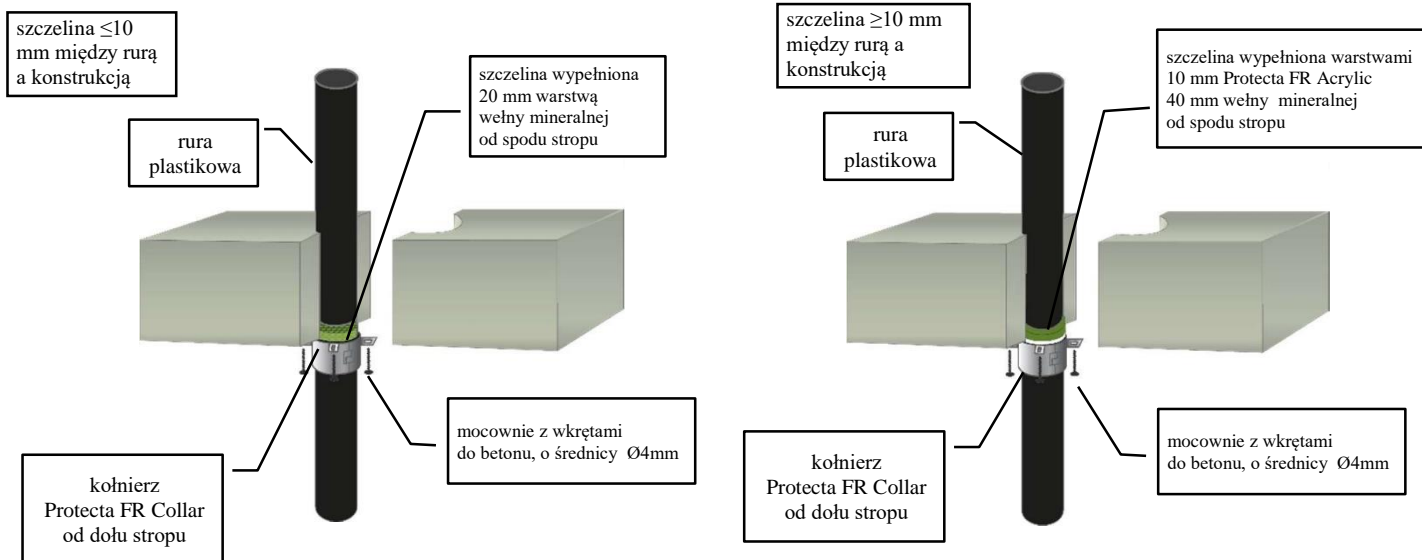 szczelina ≤10
mm między rurą
a konstrukcją
szczelina wypełniona
20 mm warstwą
wełny mineralnej
od spodu stropu
rura
plastikowa
mocownie z wkrętami
do betonu, o średnicy Ø4mm
kołnierz
Protecta FR Collar
od dołu stropu
szczelina ≥10 mm
między rurą a
konstrukcją
szczelina wypełniona warstwami
10 mm Protecta FR Acrylic
40 mm wełny mineralnej
od spodu stropu
rura
plastikowa
mocownie z wkrętami
do betonu, o średnicy Ø4mm
kołnierz
Protecta FR Collar
od dołu stropu